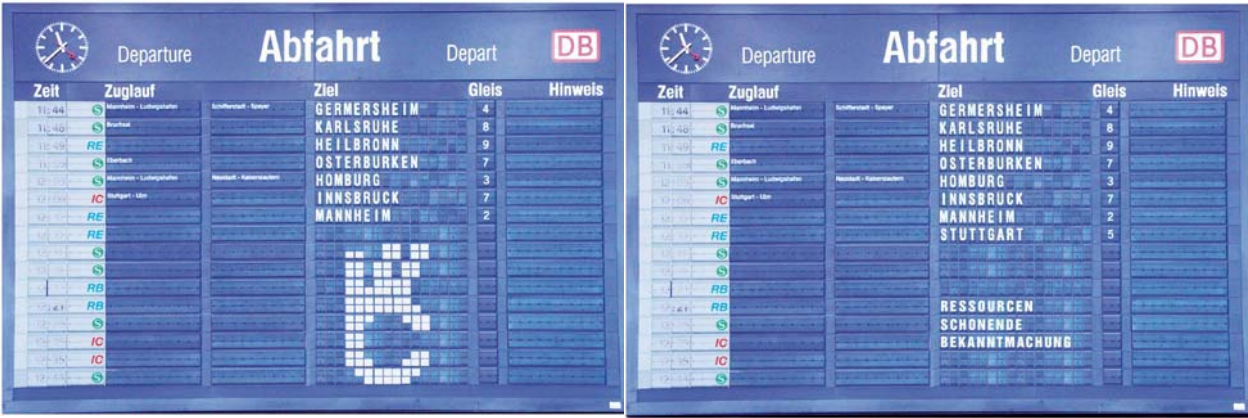 Departure Abfahrt Depart DB
Zeit Zuglauf Ziel Gleis Hinweis
11:44 S Mannheim - Ludwigshafen Schifferstadt - Speyer GERMERSHEIM 4
11:48 S Bruchsal KARLSRUHE 8
11:49 RE HEILBRONN 9
S Eberbach OSTERBURKEN 7
S Mannheim - Ludwigshafen Neustadt - Kaiserslautern HOMBURG 3
IC Stuttgart - Ulm INNSBRUCK 7
RE MANNHEIM 2
RE
S
S
RB
RB
S
IC
IC
S
Departure Abfahrt Depart DB
Zeit Zuglauf Ziel Gleis Hinweis
11:44 S Mannheim - Ludwigshafen Schifferstadt - Speyer GERMERSHEIM 4
11:48 S Bruchsal KARLSRUHE 8
11:49 RE HEILBRONN 9
S Eberbach OSTERBURKEN 7
S Mannheim - Ludwigshafen Neustadt - Kaiserslautern HOMBURG 3
IC Stuttgart - Ulm INNSBRUCK 7
RE MANNHEIM 2
RE STUTTGART 5
S
S
RB
RB RESSOURCEN
S SCHONENDE
IC BEKANNTMACHUNG
IC
S